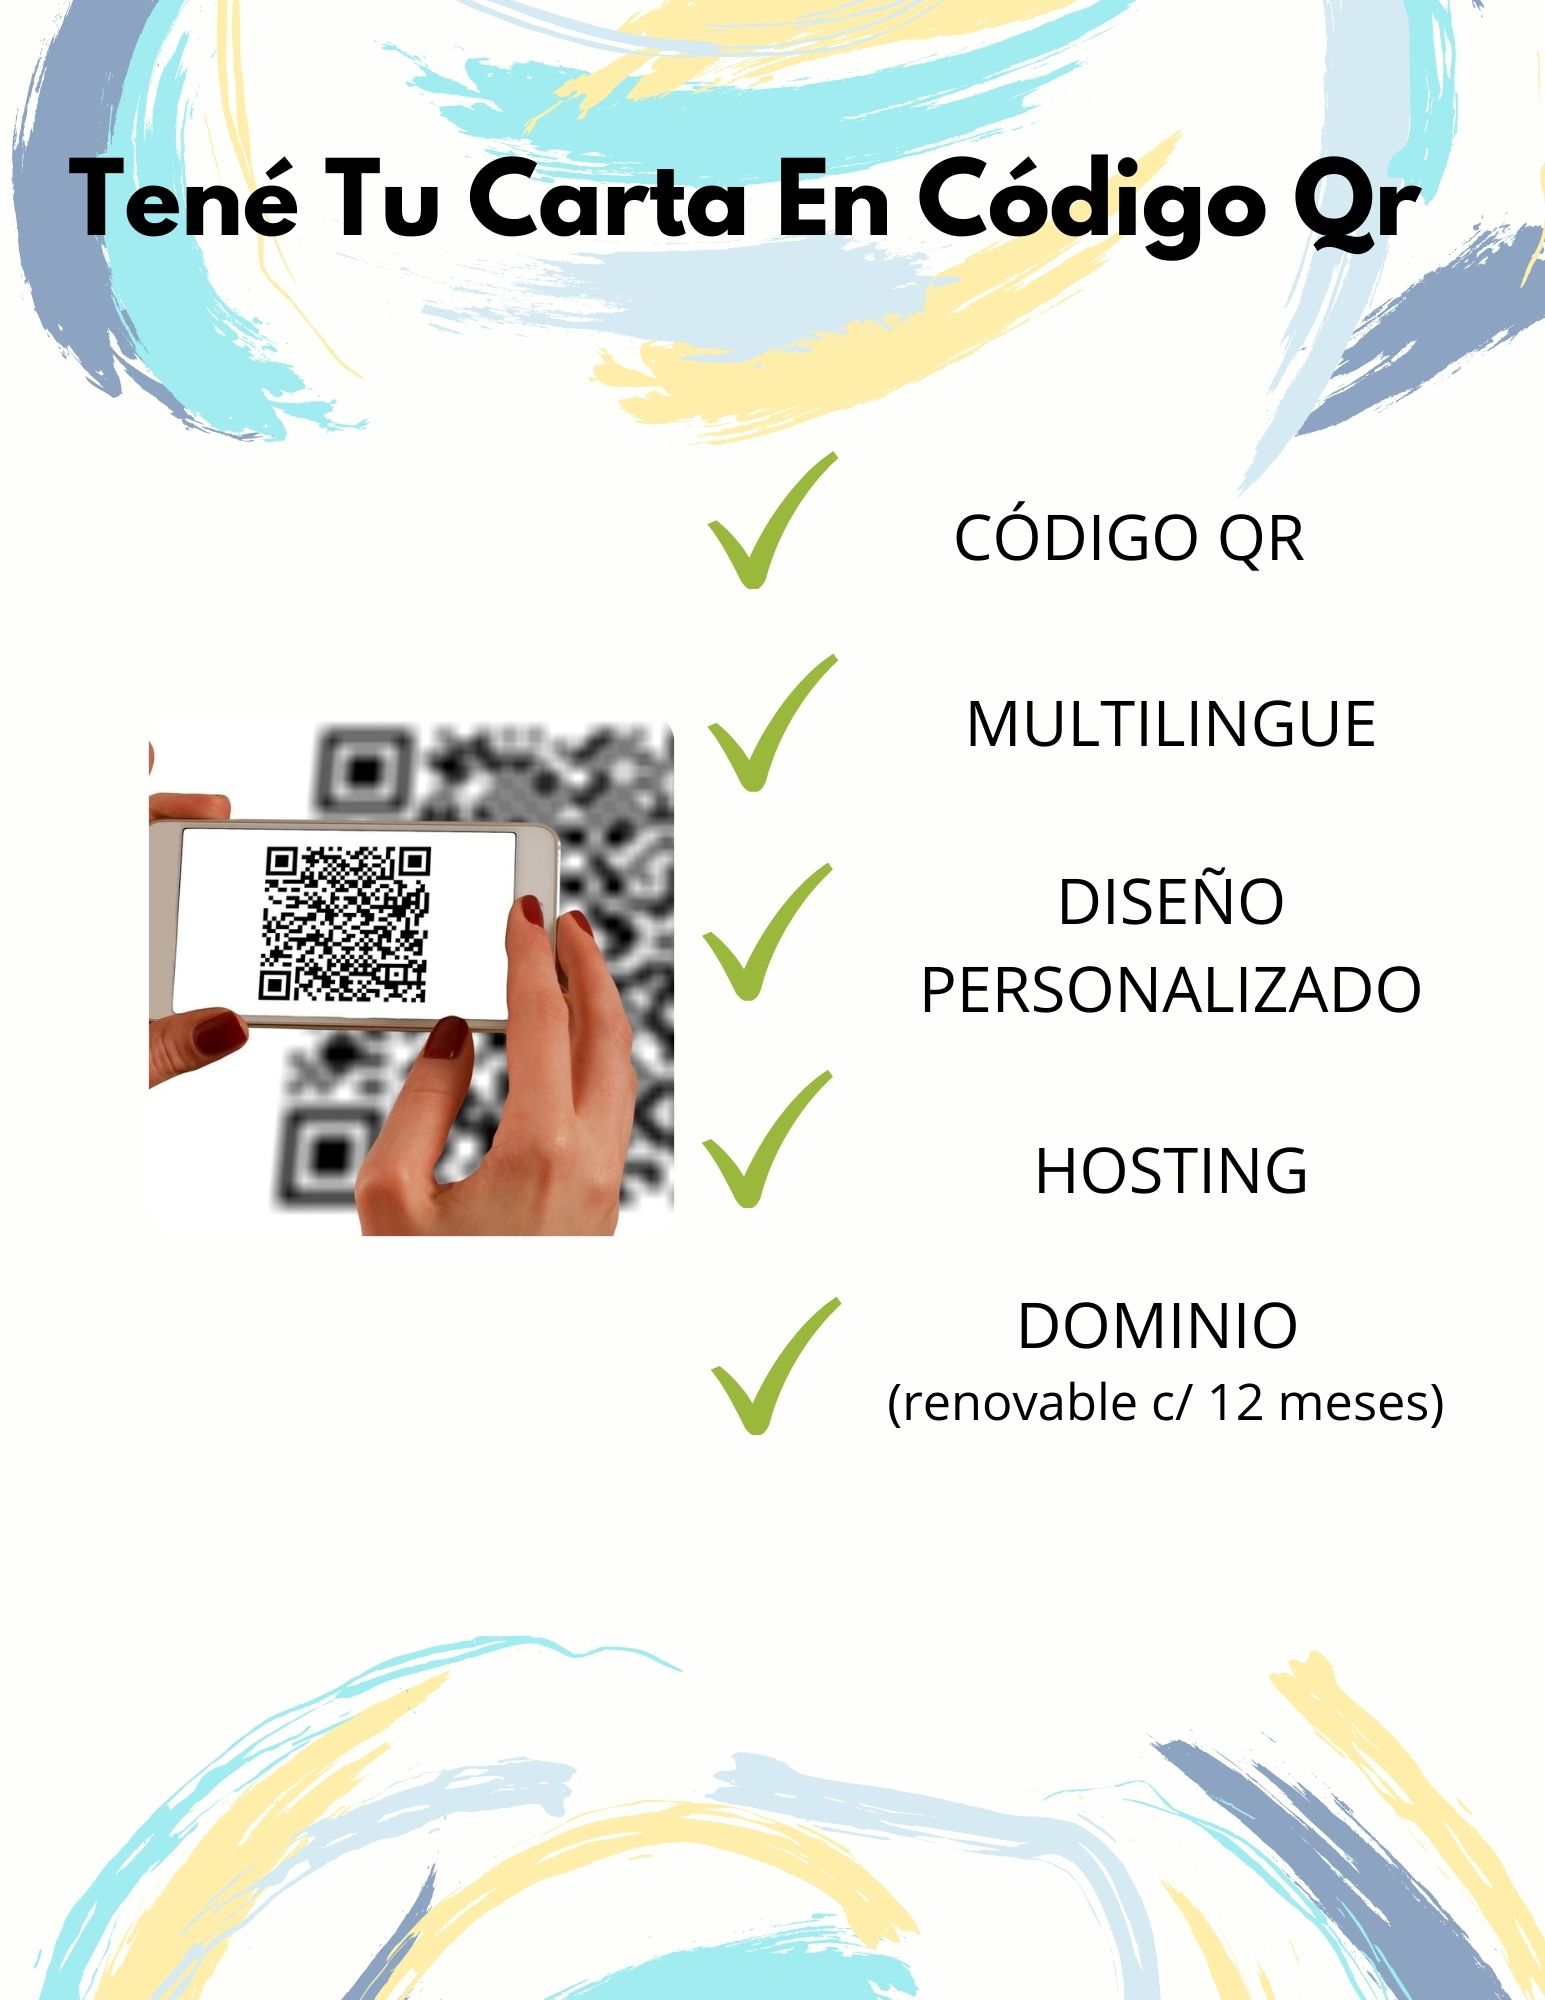 Tené Tu Carta En Código Qr
CÓDIGO QR
MULTILINGUE
DISEÑO
PERSONALIZADO
HOSTING
DOMINIO
(renovable c/ 12 meses)